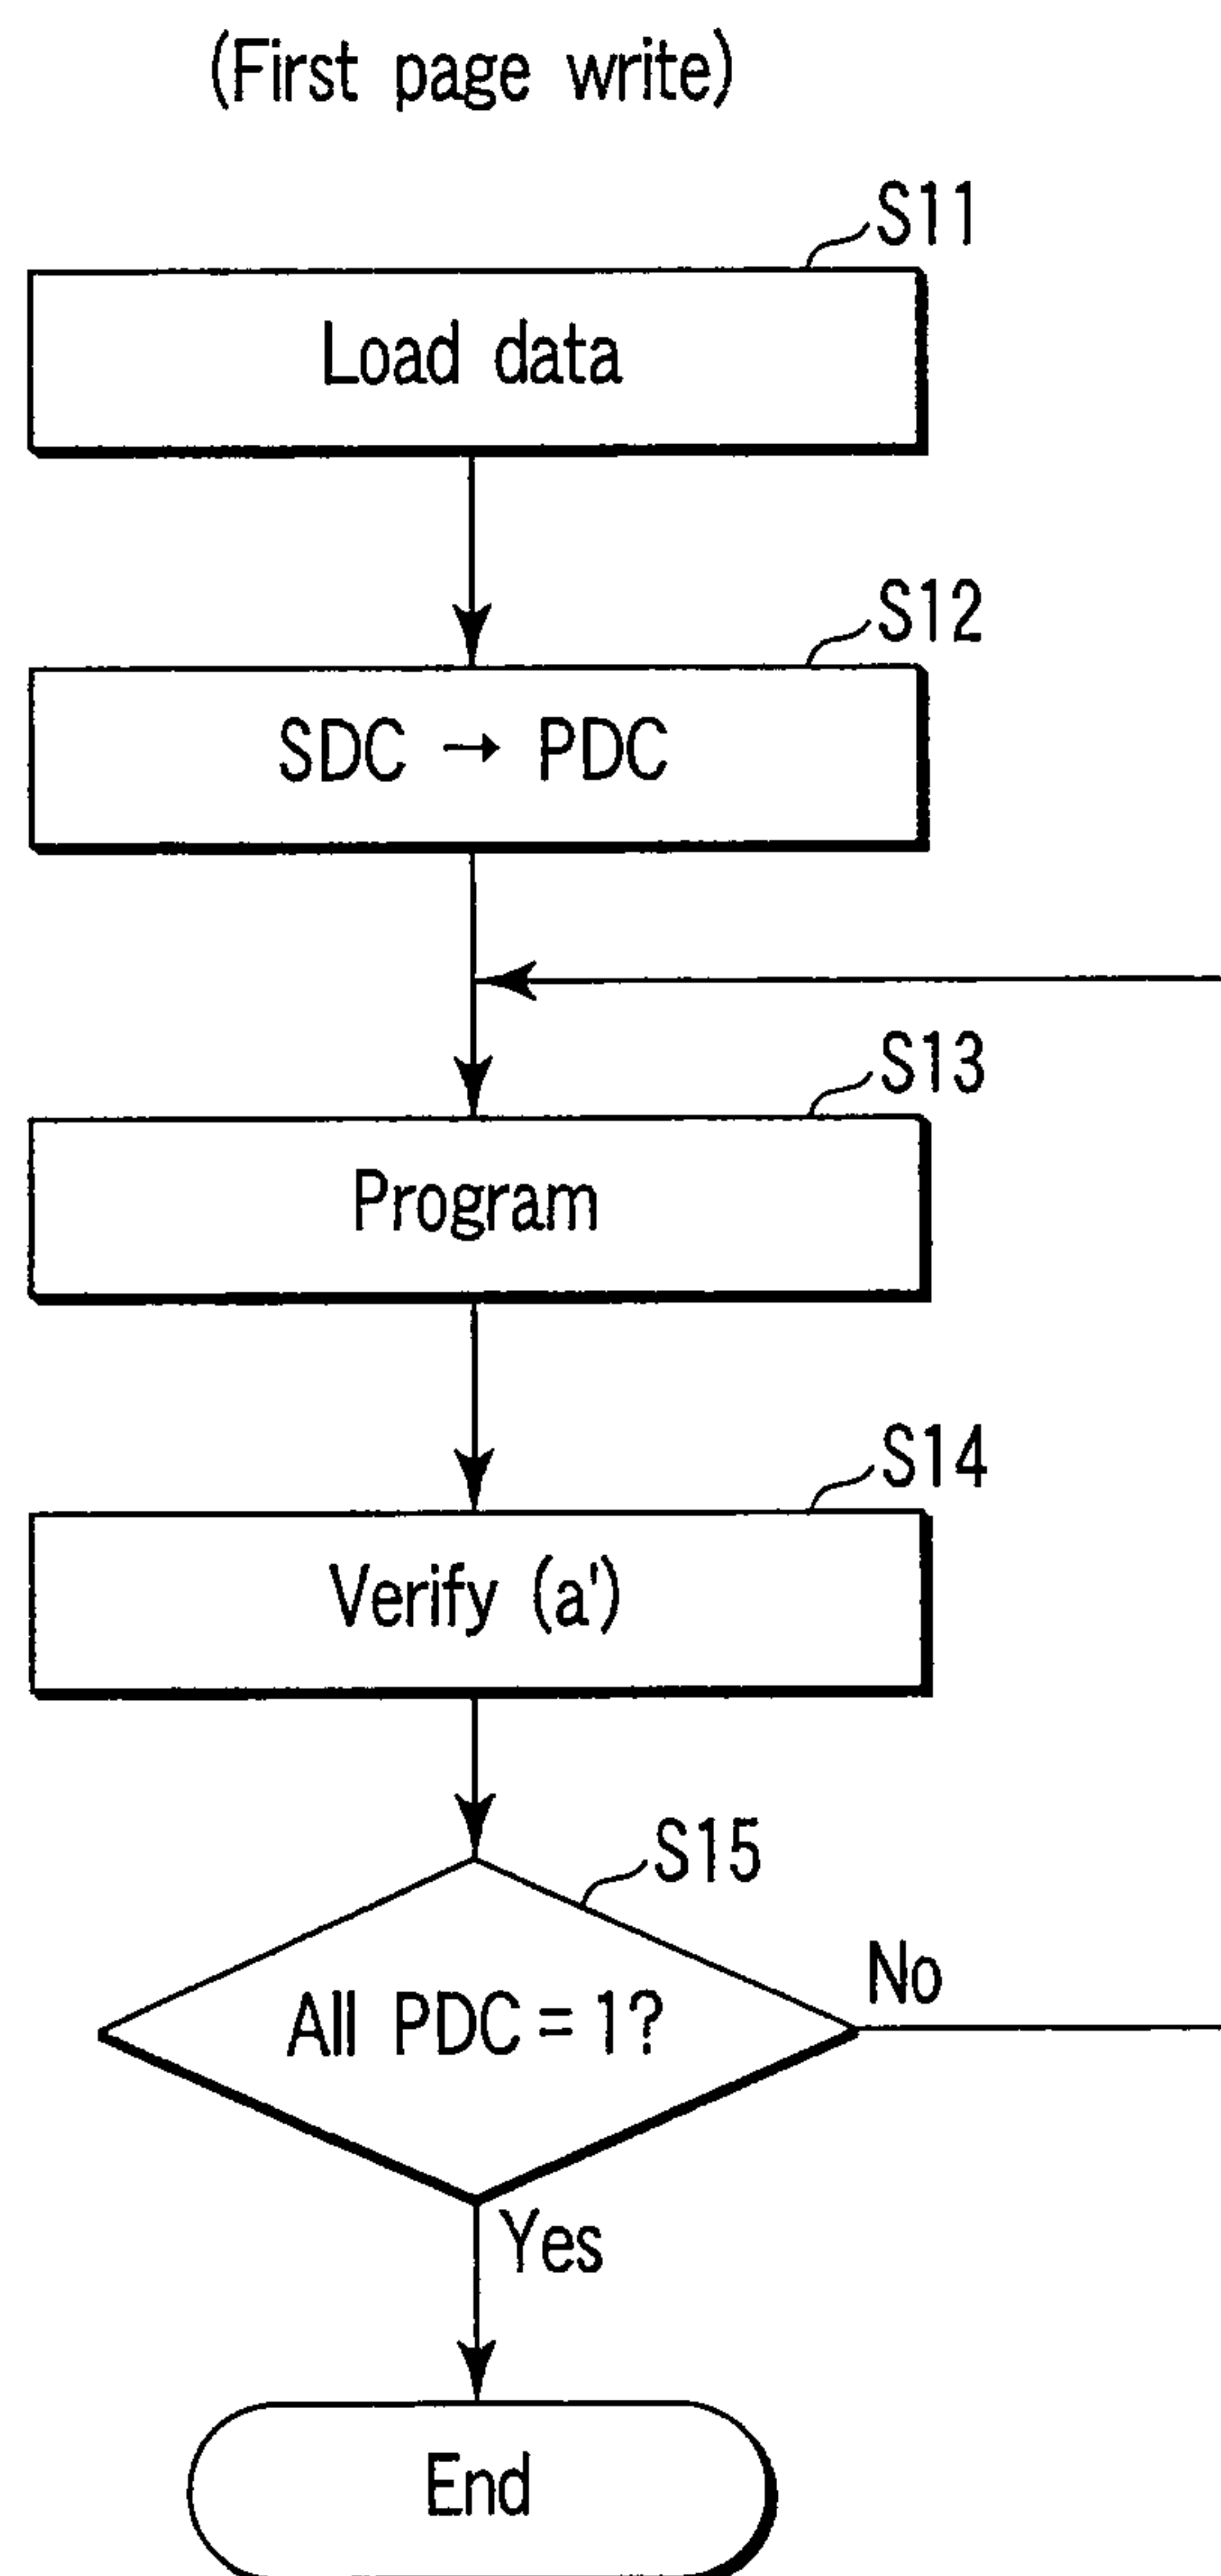 (First page write)
S11
Load data
S12
SDC → PDC
S13
Program
S14
Verify (a')
S15
All PDC = 1?
No
Yes
End